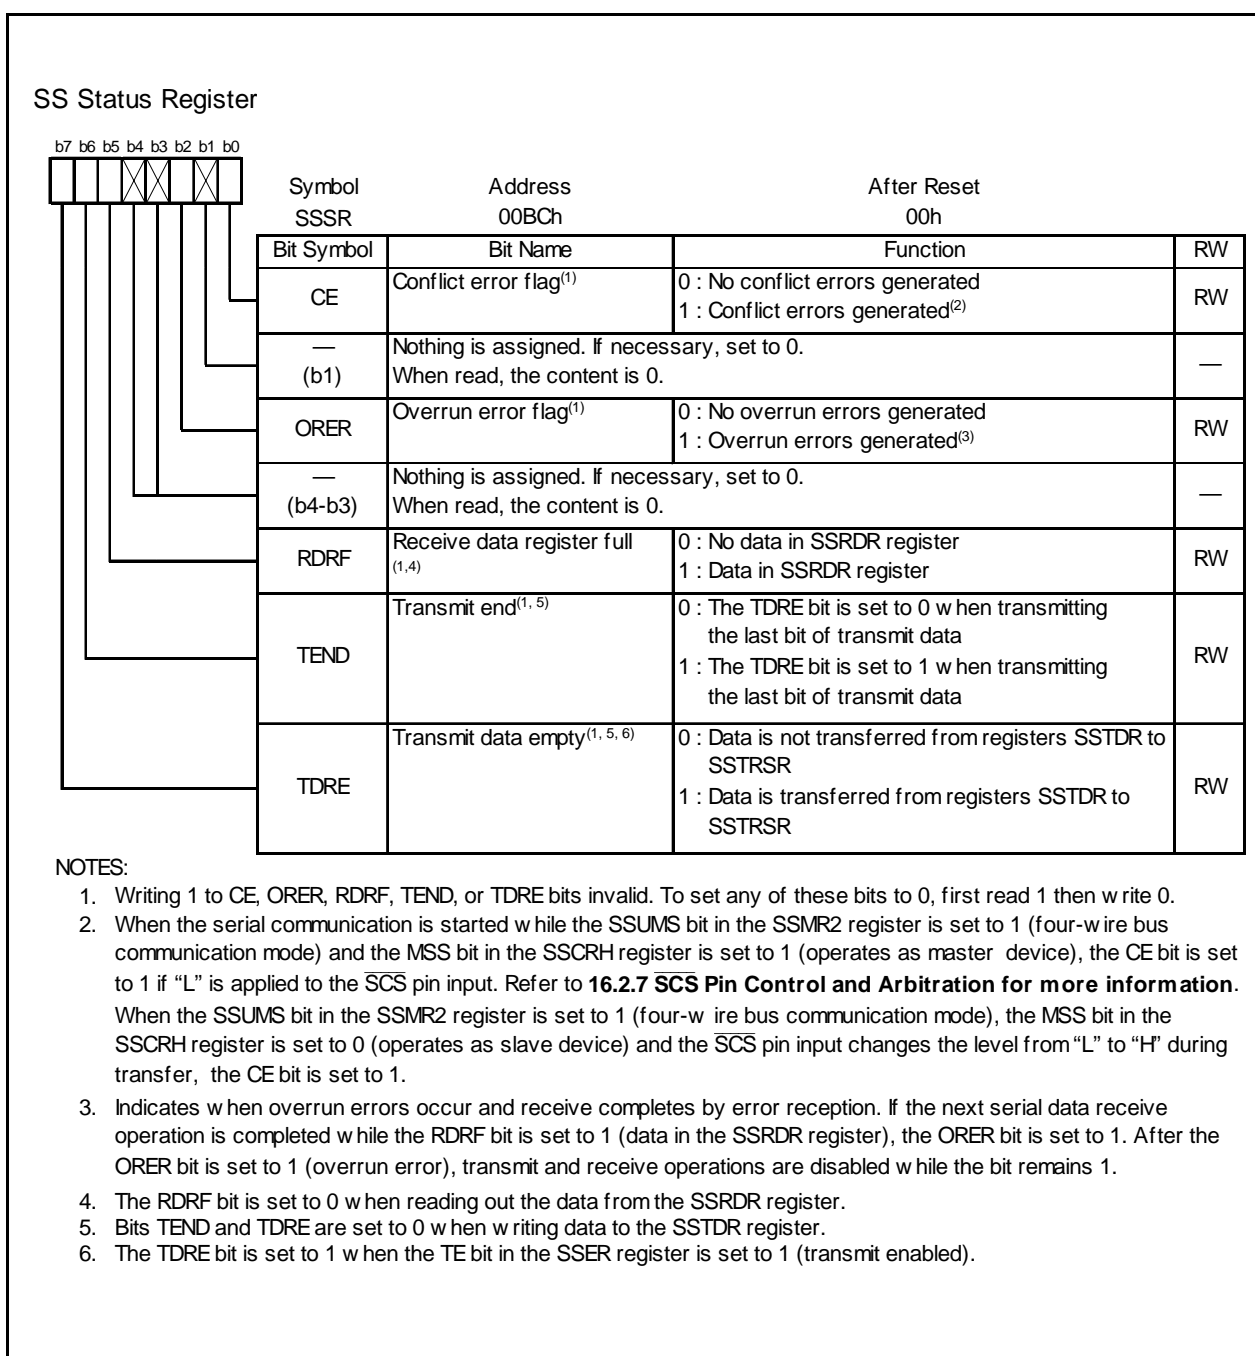 SS Status Register
b7 b6 b5 b4 b3 b2 b1 b0
Symbol Address After Reset
SSSR 00BCh 00h
Bit Symbol Bit Name Function RW
CE Conflict error flag(1) 0 : No conflict errors generated RW
1 : Conflict errors generated(2)
— Nothing is assigned. If necessary, set to 0. —
(b1) When read, the content is 0.
ORER Overrun error flag(1) 0 : No overrun errors generated RW
1 : Overrun errors generated(3)
— Nothing is assigned. If necessary, set to 0. —
(b4-b3) When read, the content is 0.
RDRF Receive data register full 0 : No data in SSRDR register RW
(1,4) 1 : Data in SSRDR register
Transmit end(1, 5) 0 : The TDRE bit is set to 0 when transmitting
the last bit of transmit data
TEND 1 : The TDRE bit is set to 1 when transmitting RW
the last bit of transmit data
Transmit data empty(1, 5, 6) 0 : Data is not transferred from registers SSTDR to
SSTRSR
TDRE 1 : Data is transferred from registers SSTDR to RW
SSTRSR
NOTES:
1. Writing 1 to CE, ORER, RDRF, TEND, or TDRE bits invalid. To set any of these bits to 0, first read 1 then write 0.
2. When the serial communication is started while the SSUMS bit in the SSMR2 register is set to 1 (four-wire bus
communication mode) and the MSS bit in the SSCRH register is set to 1 (operates as master device), the CE bit is set
to 1 if “L” is applied to the S̅C̅S̅ pin input. Refer to 16.2.7 S̅C̅S̅ Pin Control and Arbitration for more information.
When the SSUMS bit in the SSMR2 register is set to 1 (four-wire bus communication mode), the MSS bit in the
SSCRH register is set to 0 (operates as slave device) and the S̅C̅S̅ pin input changes the level from “L” to “H” during
transfer, the CE bit is set to 1.
3. Indicates when overrun errors occur and receive completes by error reception. If the next serial data receive
operation is completed while the RDRF bit is set to 1 (data in the SSRDR register), the ORER bit is set to 1. After the
ORER bit is set to 1 (overrun error), transmit and receive operations are disabled while the bit remains 1.
4. The RDRF bit is set to 0 when reading out the data from the SSRDR register.
5. Bits TEND and TDRE are set to 0 when writing data to the SSTDR register.
6. The TDRE bit is set to 1 when the TE bit in the SSER register is set to 1 (transmit enabled).